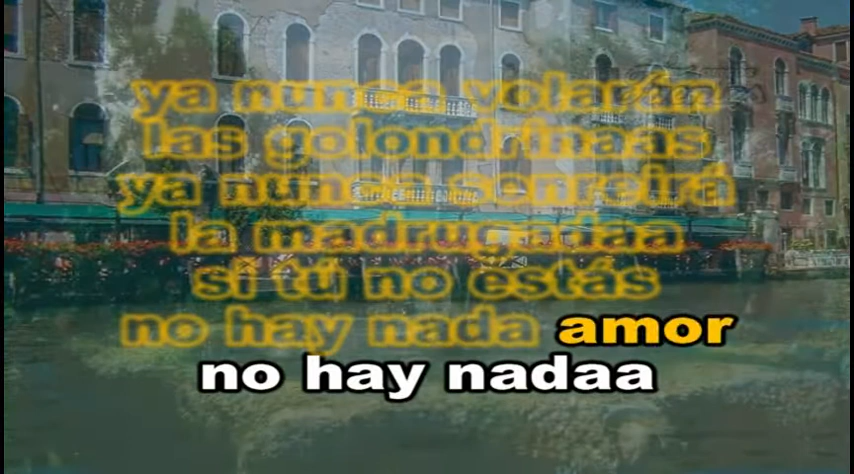 ya nunca volarán
las golondrinaas
ya nunca sonreirá
la madrugadaa
si tú no estás
no hay nada amor
no hay nadaa